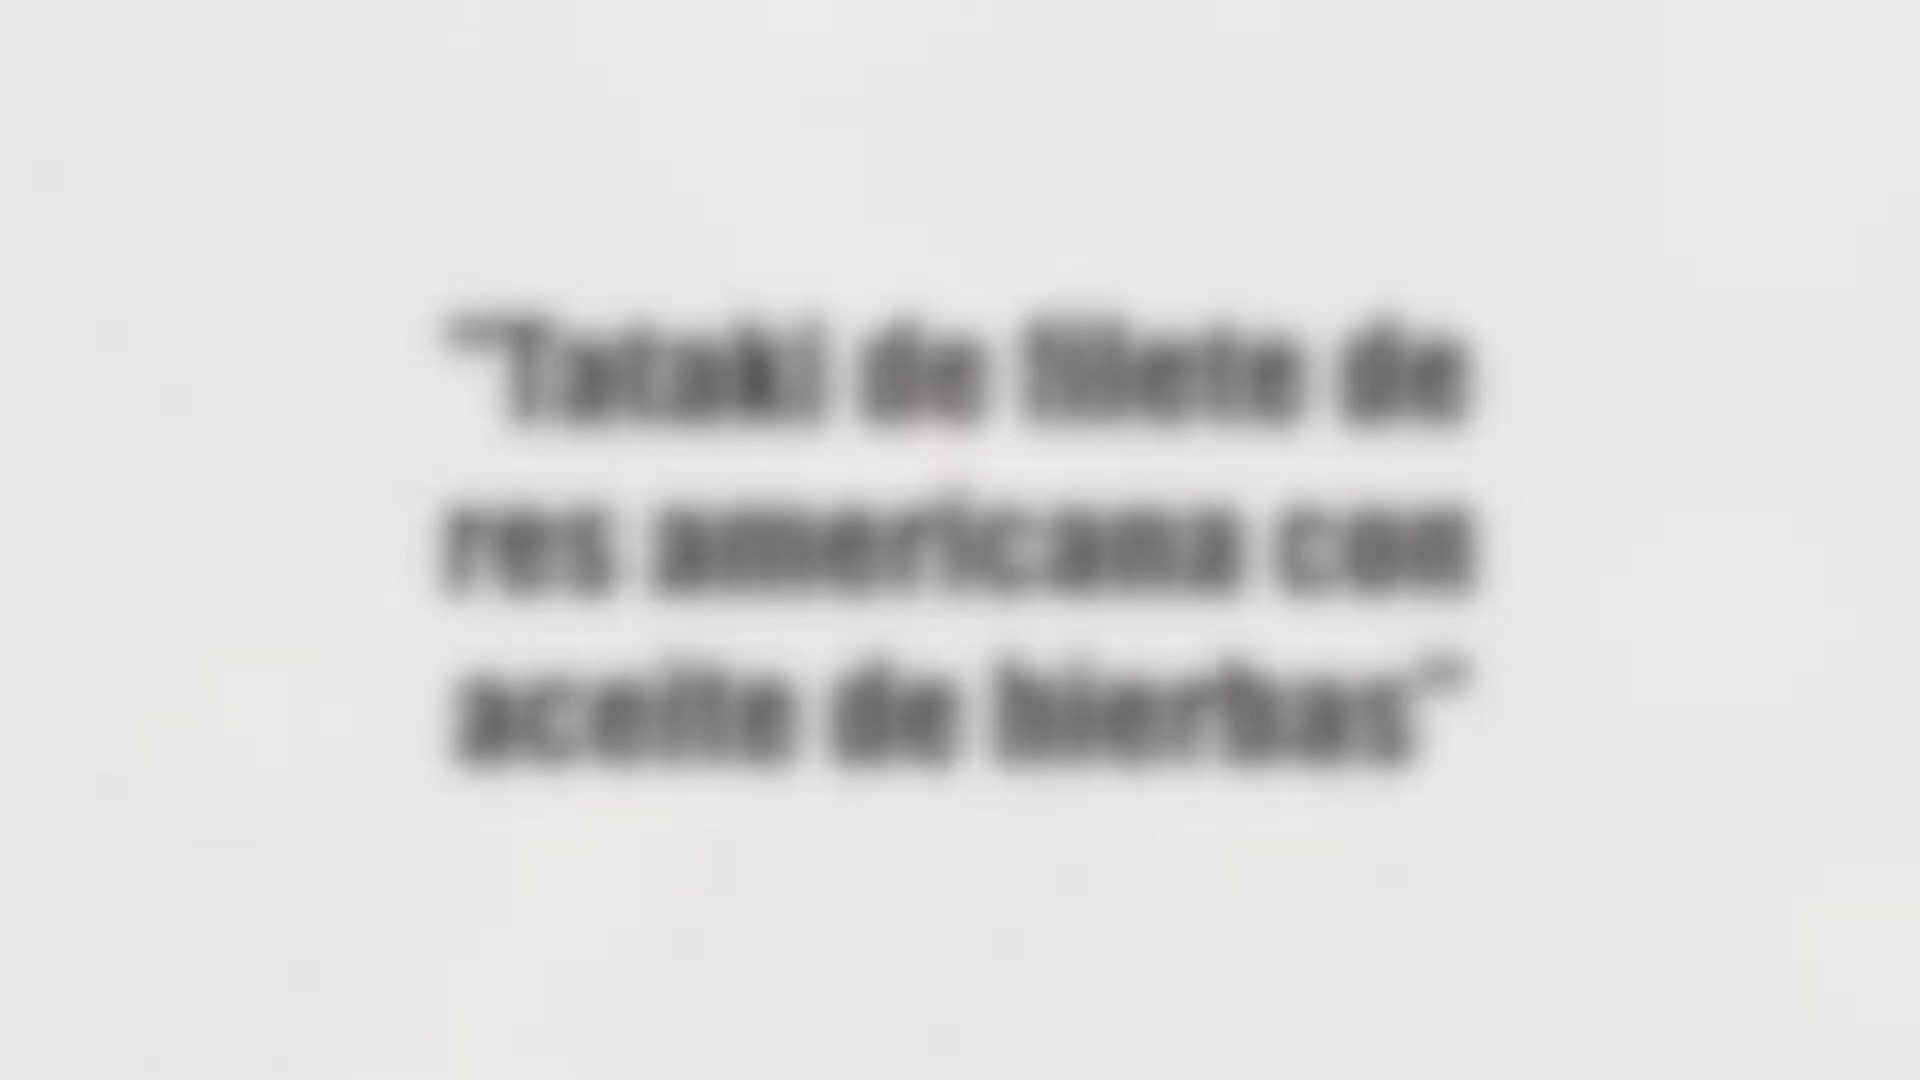 "Tataki de filete de
res americana con
aceite de hierbas"